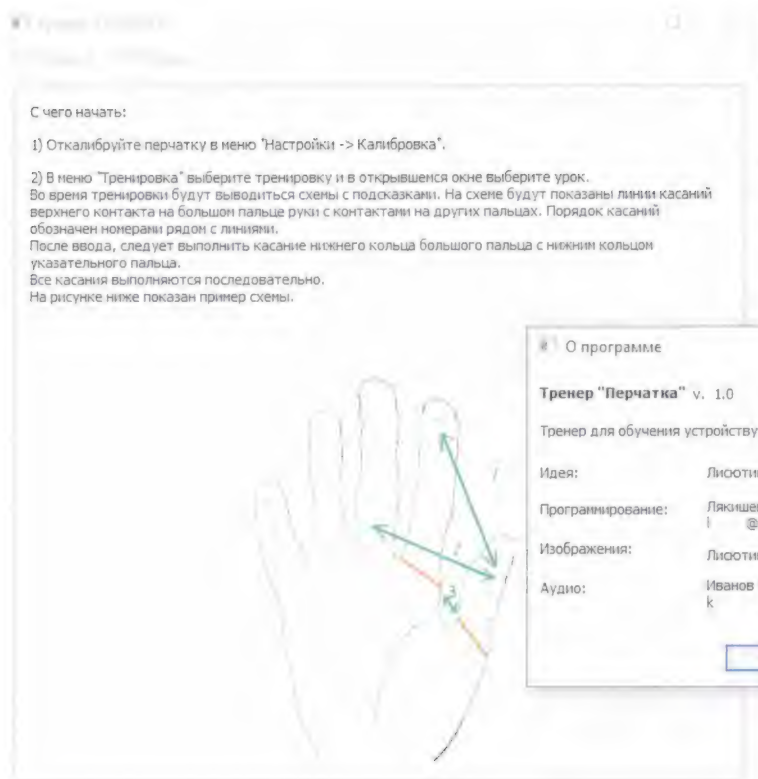 С чего начать:
1) Откалибруйте перчатку в меню "Настройки -> Калибровка".
2) В меню "Тренировка" выберите тренировку и в открывшемся окне выберите урок.
Во время тренировки будут выводиться схемы с подсказками. На схеме будут показаны линии касаний
верхнего контакта на большом пальце руки с контактами на других пальцах. Порядок касаний
обозначен номерами рядом с линиями.
После ввода, следует выполнить касание нижнего кольца большого пальца с нижним кольцом
указательного пальца.
Все касания выполняются последовательно.
На рисунке ниже показан пример схемы.
О программе
Тренер "Перчатка" v. 1.0
Тренер для обучения устройству
Идея: Лисюти
Программирование: Лякише
@
Изображения: Лисюти
Аудио: Иванов
k
3